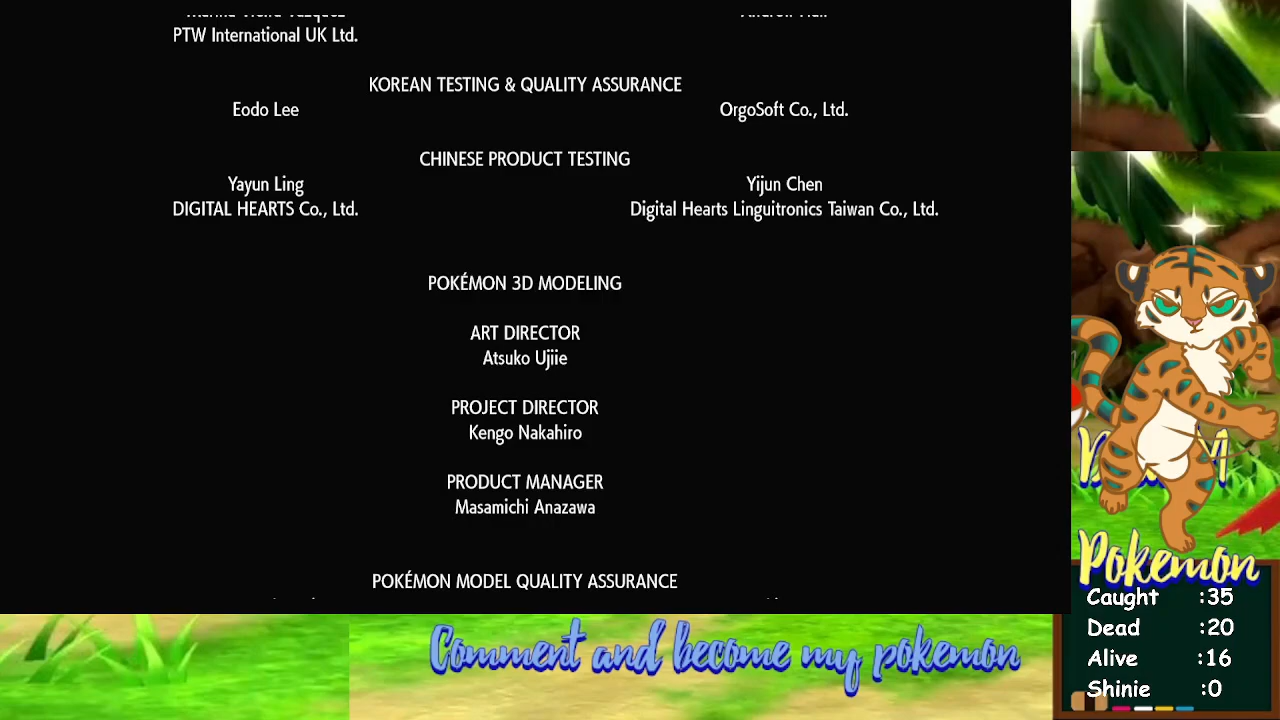 PTW International UK Ltd.
KOREAN TESTING & QUALITY ASSURANCE
Eodo Lee
OrgoSoft Co., Ltd.
CHINESE PRODUCT TESTING
Yayun Ling
Yijun Chen
DIGITAL HEARTS Co., Ltd.
Digital Hearts Linguitronics Taiwan Co., Ltd.
POKÉMON 3D MODELING
ART DIRECTOR
Atsuko Ujiie
PROJECT DIRECTOR
Kengo Nakahiro
PRODUCT MANAGER
Masamichi Anazawa
POKÉMON MODEL QUALITY ASSURANCE
Pokemon
Caught :35
Dead :20
Alive :16
Shinie :0
Comment and become my pokemon